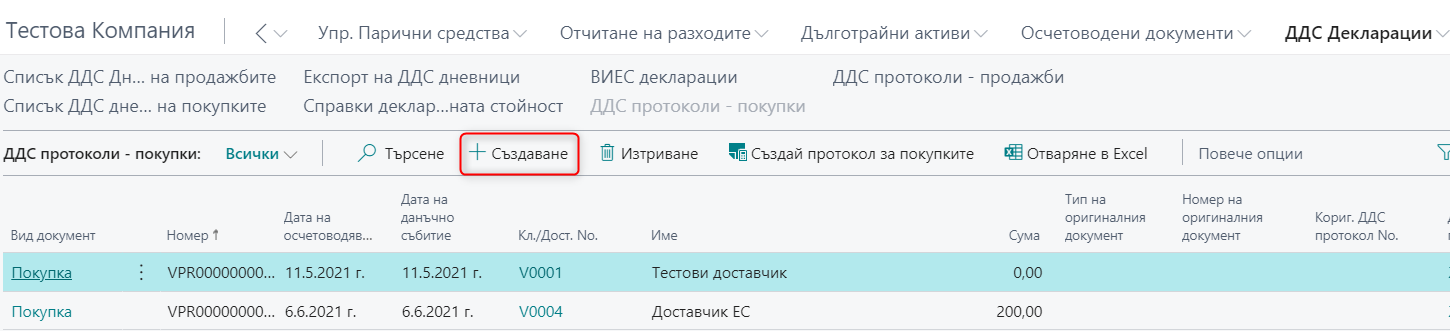 Тестова Компания
Упр. Парични средства
Отчитане на разходите
Дълготрайни активи
Осчетоводени документи
ДДС Декларации
Списък ДДС Дн... на продажбите
Експорт на ДДС дневници
ВИЕС декларации
ДДС протоколи - продажби
Списък ДДС дне... на покупките
Справки деклар...ната стойност
ДДС протоколи - покупки
ДДС протоколи - покупки:
Всички
Търсене
Създаване
Изтриване
Създай протокол за покупките
Отваряне в Excel
Повече опции
Вид документ
Номер ↑
Дата на
осчетоводяв...
Дата на
данъчно
събитие
Кл./Дост. No.
Име
Сума
Тип на
оригиналния
документ
Номер на
оригиналния
документ
Кориг. ДДС
протокол No.
Покупка
VPR00000000...
11.5.2021 г.
11.5.2021 г.
V0001
Тестови доставчик
0,00
Покупка
VPR00000000...
6.6.2021 г.
6.6.2021 г.
V0004
Доставчик ЕС
200,00